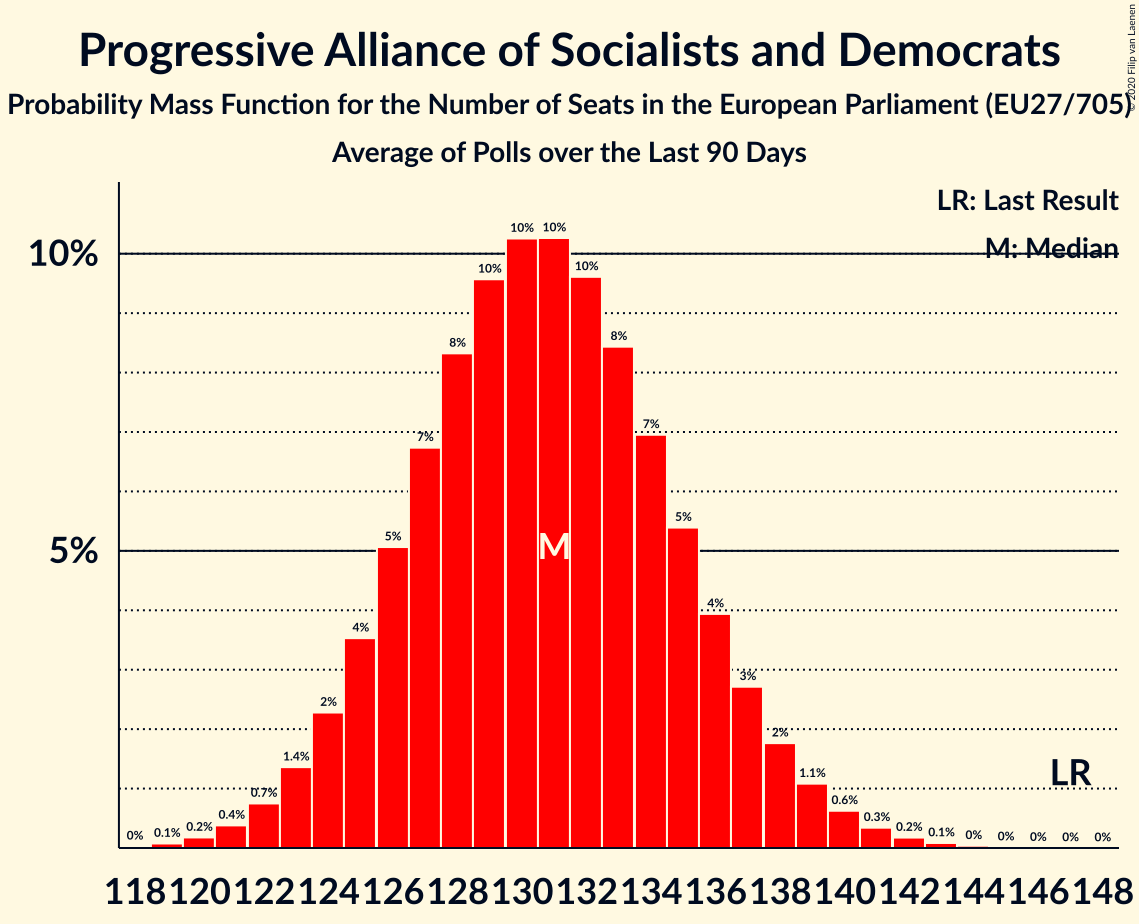 Progressive Alliance of Socialists and Democrats
Probability Mass Function for the Number of Seats in the European Parliament (EU27/705)
Average of Polls over the Last 90 Days
© 2020 Filip van Laenen
LR: Last Result
M: Median
10%
5%
0% 0.1% 0.2% 0.4% 0.7% 1.4% 2% 4% 5% 7% 8% 10% 10% 10% 10% 8% 7% 5% 4% 3% 2% 1.1% 0.6% 0.3% 0.2% 0.1% 0% 0% 0% 0% 0%
M
LR
118 120 122 124 126 128 130 132 134 136 138 140 142 144 146 148